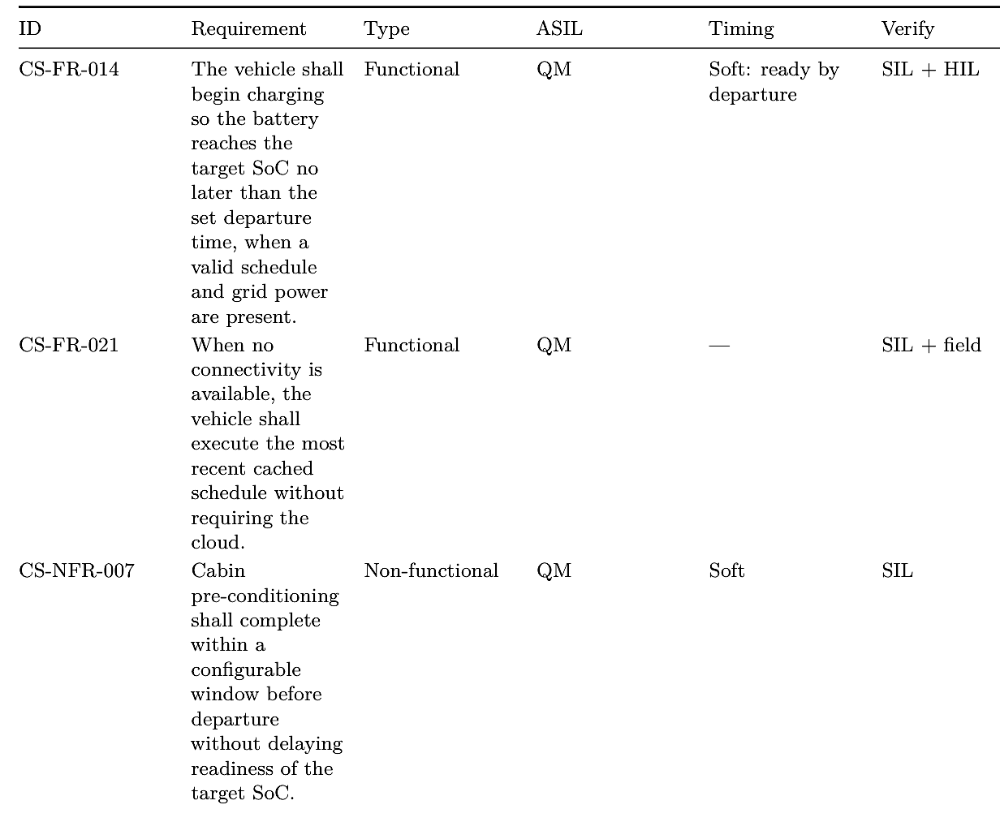 ID Requirement Type ASIL Timing Verify
CS-FR-014 The vehicle shall Functional QM Soft: ready by SIL + HIL
begin charging departure
so the battery
reaches the
target SoC no
later than the
set departure
time, when a
valid schedule
and grid power
are present.
CS-FR-021 When no Functional QM — SIL + field
connectivity is
available, the
vehicle shall
execute the most
recent cached
schedule without
requiring the
cloud.
CS-NFR-007 Cabin Non-functional QM Soft SIL
pre-conditioning
shall complete
within a
configurable
window before
departure
without delaying
readiness of the
target SoC.